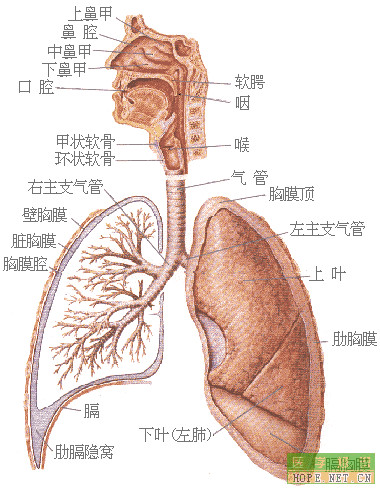 上鼻甲
鼻腔
中鼻甲
下鼻甲
口腔
软腭
咽
甲状软骨
环状软骨
喉
气管
右主支气管
胸膜顶
壁胸膜
左主支气管
脏胸膜
胸膜腔
上叶
肋胸膜
膈
下叶(左肺)
肋膈隐窝
膈胸膜
HOPE NET CN